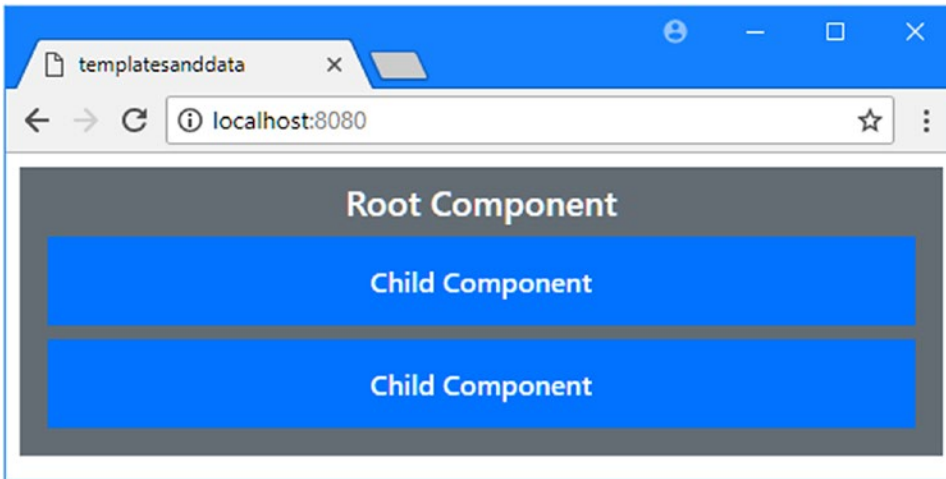 templatesanddata
localhost:8080
Root Component
Child Component
Child Component